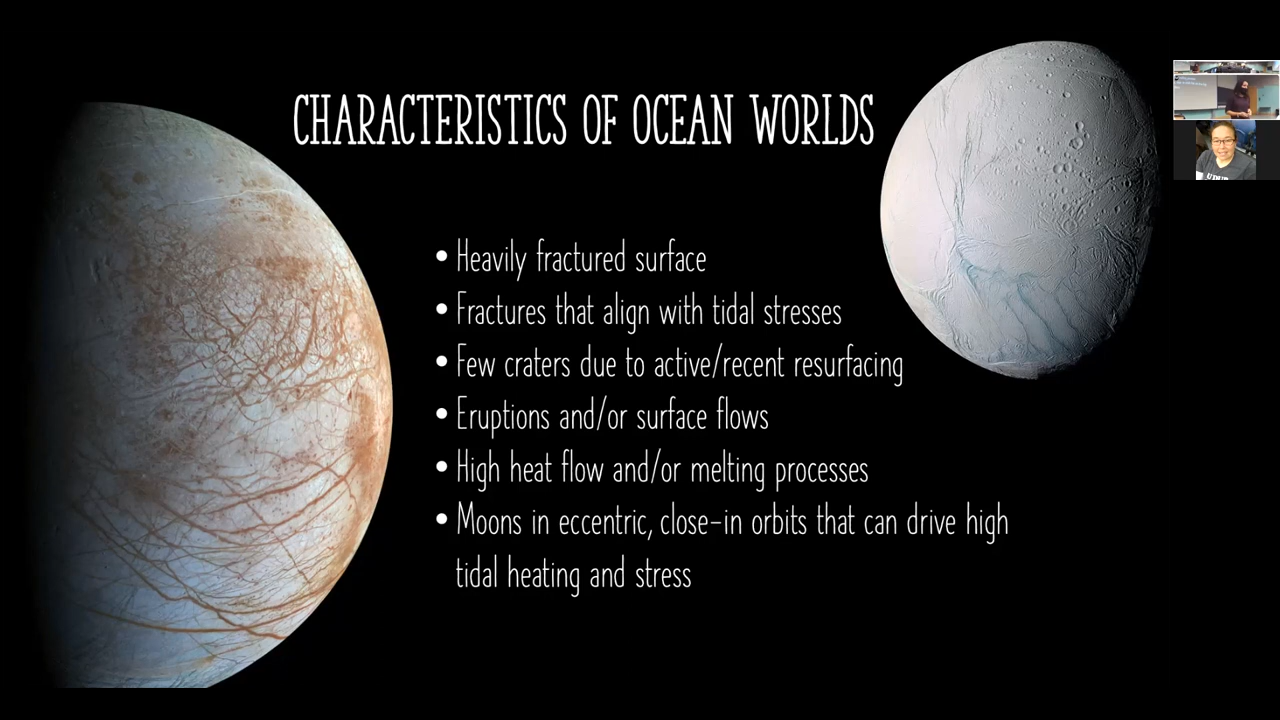 CHARACTERISTICS OF OCEAN WORLDS
• Heavily fractured surface
• Fractures that align with tidal stresses
• Few craters due to active/recent resurfacing
• Eruptions and/or surface flows
• High heat flow and/or melting processes
• Moons in eccentric, close-in orbits that can drive high
tidal heating and stress